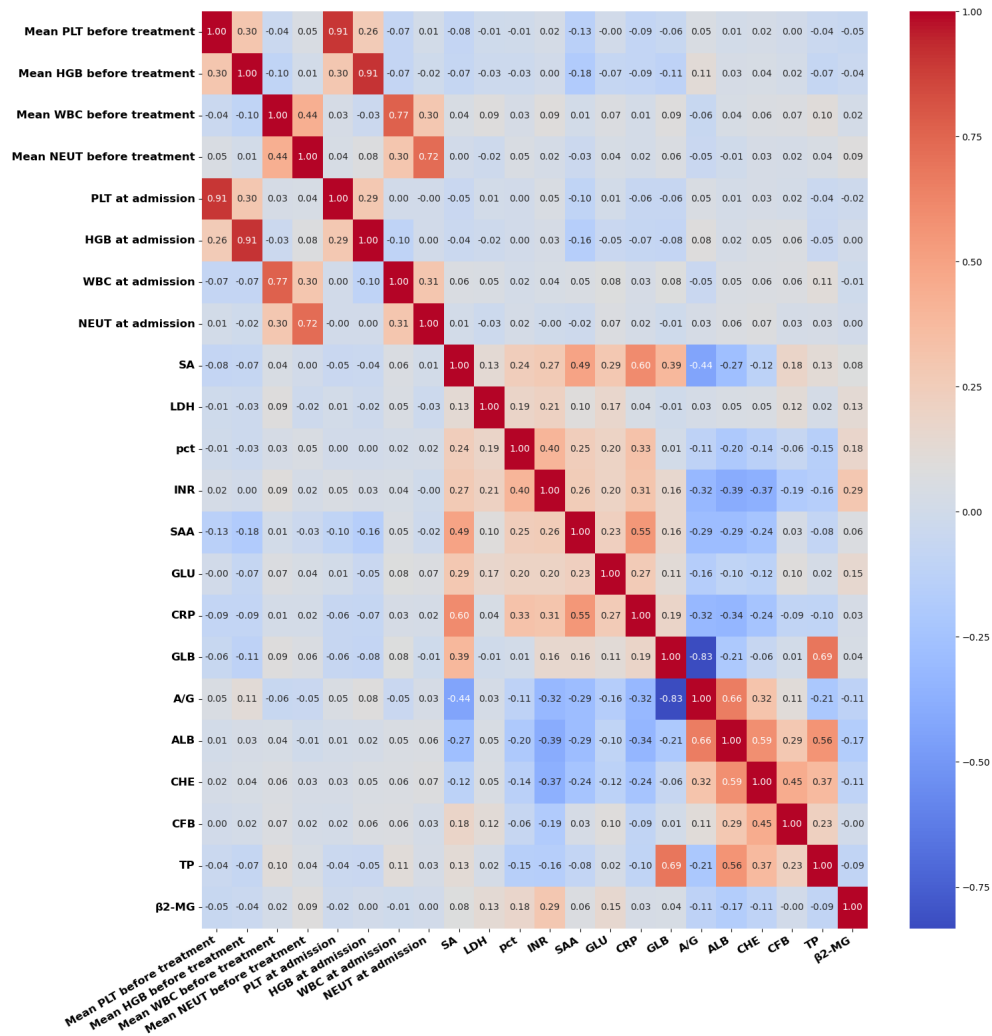 Mean PLT before treatment 1.00 0.30 -0.04 0.05 0.91 0.26 -0.07 0.01 -0.08 -0.01 -0.01 0.02 -0.13 -0.00 -0.09 -0.06 0.05 0.01 0.02 0.00 -0.04 -0.05
Mean HGB before treatment 0.30 1.00 -0.10 0.01 0.30 0.91 -0.07 -0.02 -0.07 -0.03 -0.03 0.00 -0.18 -0.07 -0.09 -0.11 0.11 0.03 0.04 0.02 -0.07 -0.04
Mean WBC before treatment -0.04 -0.10 1.00 0.44 0.03 -0.03 0.77 0.30 0.04 0.09 0.03 0.09 0.01 0.07 0.01 0.09 -0.06 0.04 0.06 0.07 0.10 0.02
Mean NEUT before treatment 0.05 0.01 0.44 1.00 0.04 0.08 0.30 0.72 0.00 -0.02 0.05 0.02 -0.03 0.04 0.02 0.06 -0.05 -0.01 0.03 0.02 0.04 0.09
PLT at admission 0.91 0.30 0.03 0.04 1.00 0.29 0.00 -0.00 -0.05 0.01 0.00 0.05 -0.10 0.01 -0.06 -0.06 0.05 0.01 0.03 0.02 -0.04 -0.02
HGB at admission 0.26 0.91 -0.03 0.08 0.29 1.00 -0.10 0.00 -0.04 -0.02 0.00 0.03 -0.16 -0.05 -0.07 -0.08 0.08 0.02 0.05 0.06 -0.05 0.00
WBC at admission -0.07 -0.07 0.77 0.30 0.00 -0.10 1.00 0.31 0.06 0.05 0.02 0.04 0.05 0.08 0.03 0.08 -0.05 0.05 0.06 0.06 0.11 -0.01
NEUT at admission 0.01 -0.02 0.30 0.72 -0.00 0.00 0.31 1.00 0.01 -0.03 0.02 -0.00 -0.02 0.07 0.02 -0.01 0.03 0.06 0.07 0.03 0.03 0.00
SA -0.08 -0.07 0.04 0.00 -0.05 -0.04 0.06 0.01 1.00 0.13 0.24 0.27 0.49 0.29 0.60 0.39 -0.44 -0.27 -0.12 0.18 0.13 0.08
LDH -0.01 -0.03 0.09 -0.02 0.01 -0.02 0.05 -0.03 0.13 1.00 0.19 0.21 0.10 0.17 0.04 -0.01 0.03 0.05 0.05 0.12 0.02 0.13
pct -0.01 -0.03 0.03 0.05 0.00 0.00 0.02 0.02 0.24 0.19 1.00 0.40 0.25 0.20 0.33 0.01 -0.11 -0.20 -0.14 -0.06 -0.15 0.18
INR 0.02 0.00 0.09 0.02 0.05 0.03 0.04 -0.00 0.27 0.21 0.40 1.00 0.26 0.20 0.31 0.16 -0.32 -0.39 -0.37 -0.19 -0.16 0.29
SAA -0.13 -0.18 0.01 -0.03 -0.10 -0.16 0.05 -0.02 0.49 0.10 0.25 0.26 1.00 0.23 0.55 0.16 -0.29 -0.29 -0.24 0.03 -0.08 0.06
GLU -0.00 -0.07 0.07 0.04 0.01 -0.05 0.08 0.07 0.29 0.17 0.20 0.20 0.23 1.00 0.27 0.11 -0.16 -0.10 -0.12 0.10 0.02 0.15
CRP -0.09 -0.09 0.01 0.02 -0.06 -0.07 0.03 0.02 0.60 0.04 0.33 0.31 0.55 0.27 1.00 0.19 -0.32 -0.34 -0.24 -0.09 -0.10 0.03
GLB -0.06 -0.11 0.09 0.06 -0.06 -0.08 0.08 -0.01 0.39 -0.01 0.01 0.16 0.16 0.11 0.19 1.00 -0.83 -0.21 -0.06 0.01 0.69 0.04
A/G 0.05 0.11 -0.06 -0.05 0.05 0.08 -0.05 0.03 -0.44 0.03 -0.11 -0.32 -0.29 -0.16 -0.32 -0.83 1.00 0.66 0.32 0.11 -0.21 -0.11
ALB 0.01 0.03 0.04 -0.01 0.01 0.02 0.05 0.06 -0.27 0.05 -0.20 -0.39 -0.29 -0.10 -0.34 -0.21 0.66 1.00 0.59 0.29 0.56 -0.17
CHE 0.02 0.04 0.06 0.03 0.03 0.05 0.06 0.07 -0.12 0.05 -0.14 -0.37 -0.24 -0.12 -0.24 -0.06 0.32 0.59 1.00 0.45 0.37 -0.11
CFB 0.00 0.02 0.07 0.02 0.02 0.06 0.06 0.03 0.18 0.12 -0.06 -0.19 0.03 0.10 -0.09 0.01 0.11 0.29 0.45 1.00 0.23 -0.00
TP -0.04 -0.07 0.10 0.04 -0.04 -0.05 0.11 0.03 0.13 0.02 -0.15 -0.16 -0.08 0.02 -0.10 0.69 -0.21 0.56 0.37 0.23 1.00 -0.09
β2-MG -0.05 -0.04 0.02 0.09 -0.02 0.00 -0.01 0.00 0.08 0.13 0.18 0.29 0.06 0.15 0.03 0.04 -0.11 -0.17 -0.11 -0.00 -0.09 1.00
Mean PLT before treatment
Mean HGB before treatment
Mean WBC before treatment
Mean NEUT before treatment
PLT at admission
HGB at admission
WBC at admission
NEUT at admission
SA
LDH
pct
INR
SAA
GLU
CRP
GLB
A/G
ALB
CHE
CFB
TP
β2-MG
1.00
0.75
0.50
0.25
0.00
-0.25
-0.50
-0.75